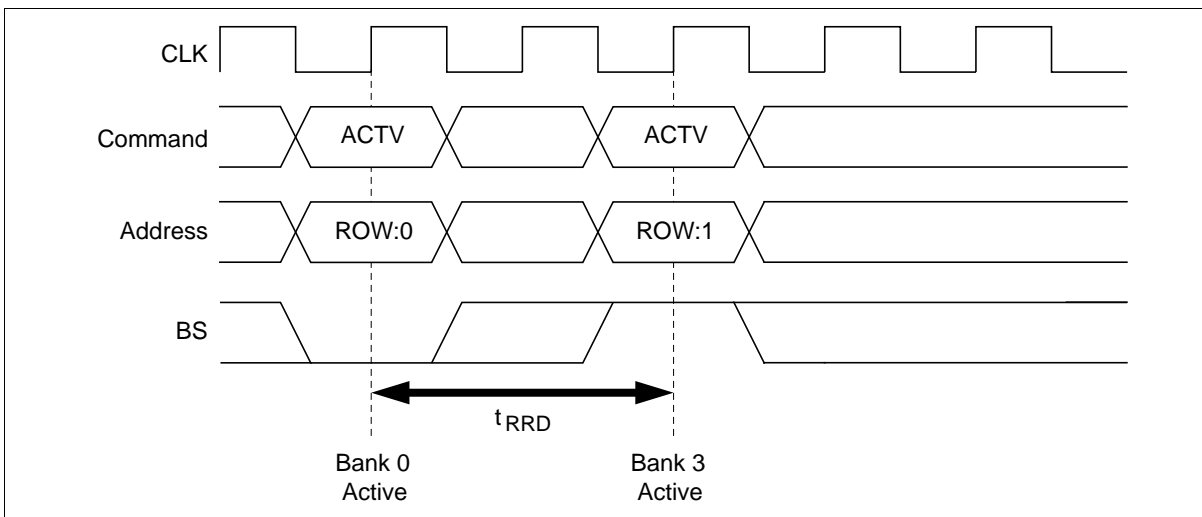 CLK
Command
ACTV
ACTV
Address
ROW:0
ROW:1
BS
tRRD
Bank 0
Active
Bank 3
Active